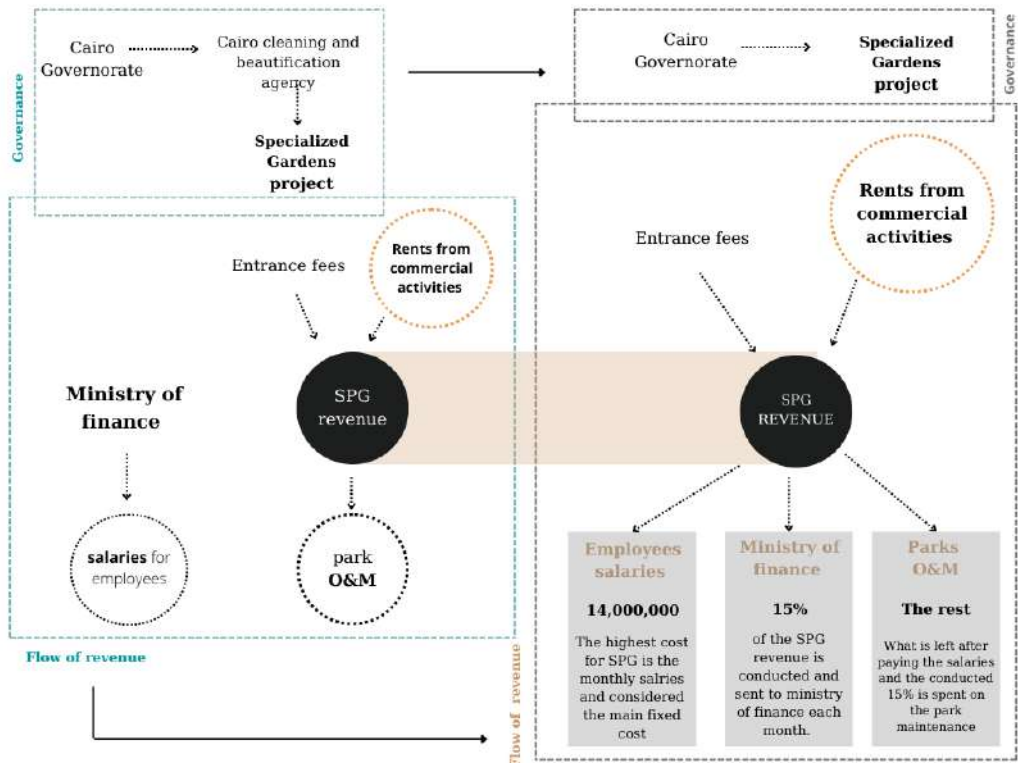 Governance
Cairo
Governorate
Cairo cleaning and
beautification
agency
Specialized
Gardens
project
Entrance fees
Rents from
commercial
activities
Ministry of
finance
SPG
revenue
salaries for
employees
park
O&M
Flow of revenue
Cairo
Governorate
Specialized
Gardens
project
Governance
Entrance fees
Rents from
commercial
activities
SPG
REVENUE
Employees
salaries
14,000,000
The highest cost
for SPG is the
monthly salries
and considered
the main fixed
cost
Ministry of
finance
15%
of the SPG
revenue is
conducted and
sent to ministry
of finance each
month.
Parks
O&M
The rest
What is left after
paying the salaries
and the conducted
15% is spent on
the park
maintenance
Flow of revenue